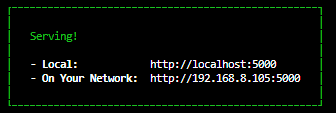 Serving!
- Local: http://localhost:5000
- On Your Network: http://192.168.8.105:5000